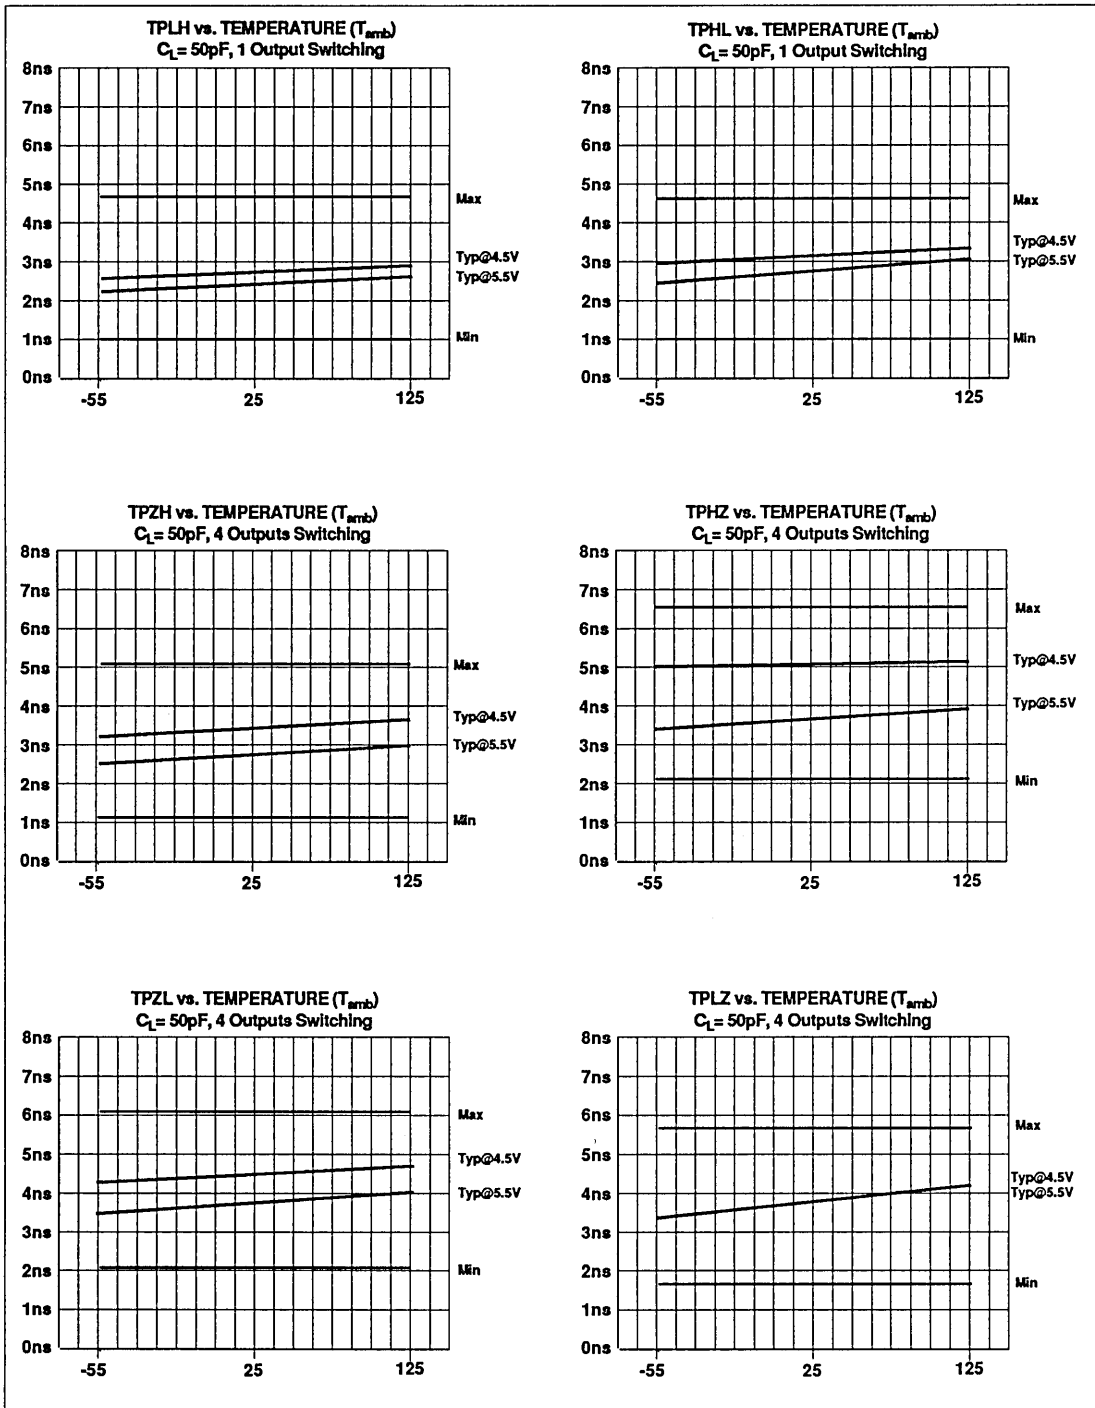 TPLH vs. TEMPERATURE (Tamb)
CL= 50pF, 1 Output Switching
8ns
7ns
6ns
5ns
4ns
3ns
2ns
1ns
0ns
-55
25
125
Max
Typ@4.5V
Typ@5.5V
Min
TPHL vs. TEMPERATURE (Tamb)
CL= 50pF, 1 Output Switching
8ns
7ns
6ns
5ns
4ns
3ns
2ns
1ns
0ns
-55
25
125
Max
Typ@4.5V
Typ@5.5V
Min
TPZH vs. TEMPERATURE (Tamb)
CL= 50pF, 4 Outputs Switching
8ns
7ns
6ns
5ns
4ns
3ns
2ns
1ns
0ns
-55
25
125
Max
Typ@4.5V
Typ@5.5V
Min
TPHZ vs. TEMPERATURE (Tamb)
CL= 50pF, 4 Outputs Switching
8ns
7ns
6ns
5ns
4ns
3ns
2ns
1ns
0ns
-55
25
125
Max
Typ@4.5V
Typ@5.5V
Min
TPZL vs. TEMPERATURE (Tamb)
CL= 50pF, 4 Outputs Switching
8ns
7ns
6ns
5ns
4ns
3ns
2ns
1ns
0ns
-55
25
125
Max
Typ@4.5V
Typ@5.5V
Min
TPLZ vs. TEMPERATURE (Tamb)
CL= 50pF, 4 Outputs Switching
8ns
7ns
6ns
5ns
4ns
3ns
2ns
1ns
0ns
-55
25
125
Max
Typ@4.5V
Typ@5.5V
Min